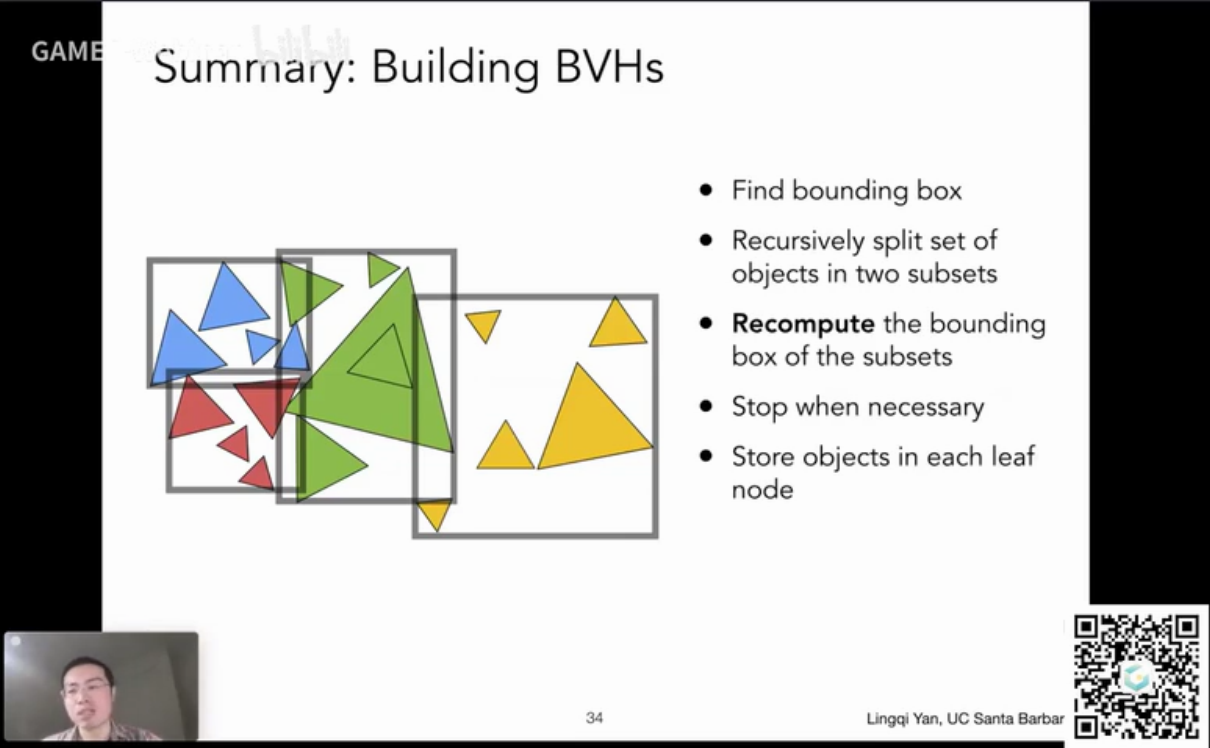 GAME
bilibili
Summary: Building BVHs
● Find bounding box
● Recursively split set of
objects in two subsets
● Recompute the bounding
box of the subsets
● Stop when necessary
● Store objects in each leaf
node
34
Lingqi Yan, UC Santa Barbar